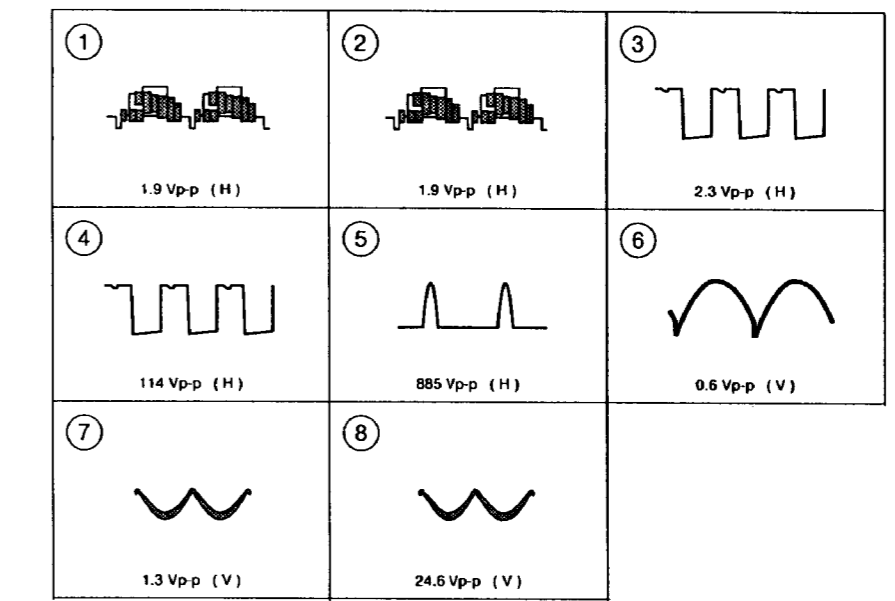 ① ② ③
1.9 Vp-p (H) 1.9 Vp-p (H) 2.3 Vp-p (H)
④ ⑤ ⑥
114 Vp-p (H) 885 Vp-p (H) 0.6 Vp-p (V)
⑦ ⑧
1.3 Vp-p (V) 24.6 Vp-p (V)